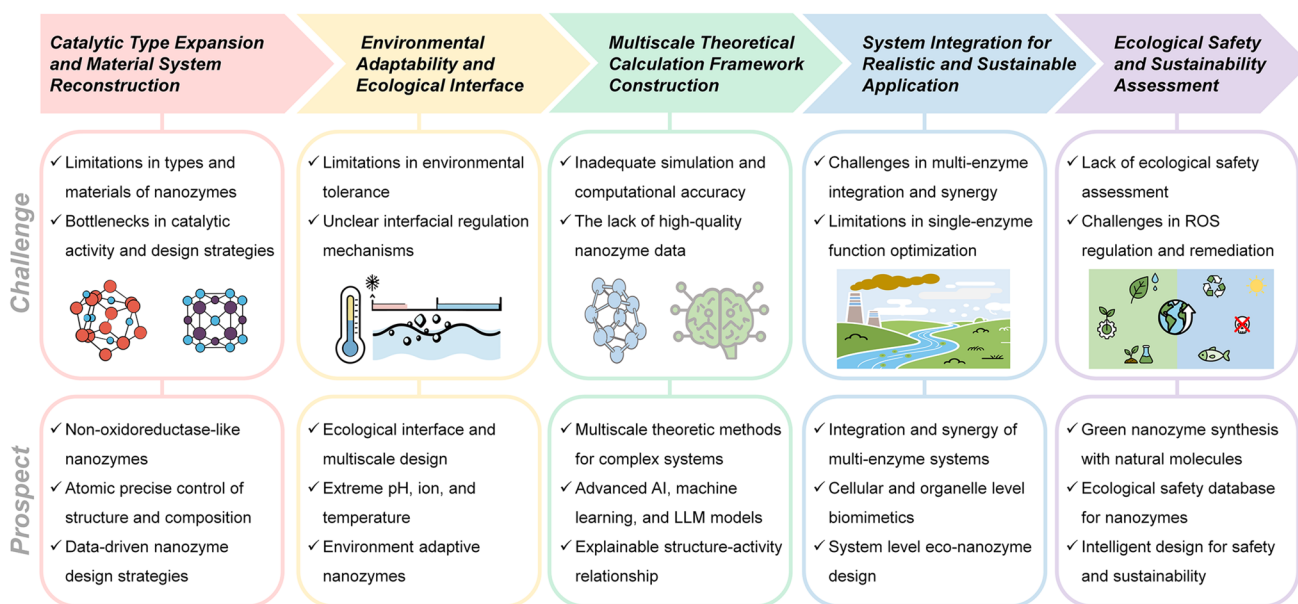 Catalytic Type Expansion
and Material System
Reconstruction
Environmental
Adaptability and
Ecological Interface
Multiscale Theoretical
Calculation Framework
Construction
System Integration for
Realistic and Sustainable
Application
Ecological Safety
and Sustainability
Assessment
Challenge
✓ Limitations in types and
materials of nanozymes
✓ Bottlenecks in catalytic
activity and design strategies
✓ Limitations in environmental
tolerance
✓ Unclear interfacial regulation
mechanisms
✓ Inadequate simulation and
computational accuracy
✓ The lack of high-quality
nanozyme data
✓ Challenges in multi-enzyme
integration and synergy
✓ Limitations in single-enzyme
function optimization
✓ Lack of ecological safety
assessment
✓ Challenges in ROS
regulation and remediation
Prospect
✓ Non-oxidoreductase-like
nanozymes
✓ Atomic precise control of
structure and composition
✓ Data-driven nanozyme
design strategies
✓ Ecological interface and
multiscale design
✓ Extreme pH, ion, and
temperature
✓ Environment adaptive
nanozymes
✓ Multiscale theoretic methods
for complex systems
✓ Advanced AI, machine
learning, and LLM models
✓ Explainable structure-activity
relationship
✓ Integration and synergy of
multi-enzyme systems
✓ Cellular and organelle level
biomimetics
✓ System level eco-nanozyme
design
✓ Green nanozyme synthesis
with natural molecules
✓ Ecological safety database
for nanozymes
✓ Intelligent design for safety
and sustainability